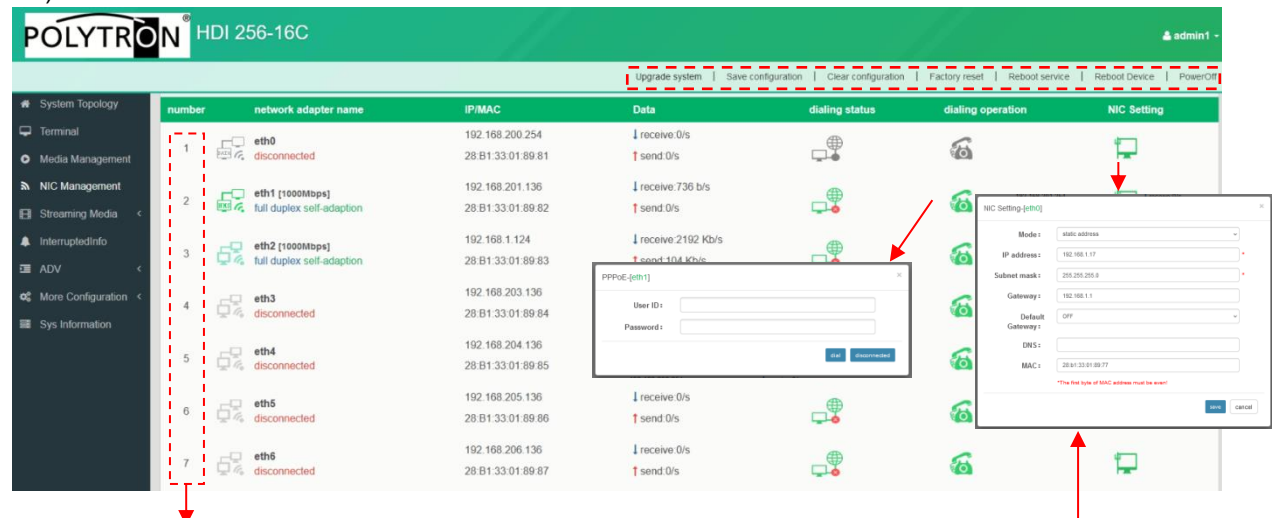 POLYTRON® HDI 256-16C
admin1
Upgrade system | Save configuration | Clear configuration | Factory reset | Reboot service | Reboot Device | PowerOff
System Topology
Terminal
Media Management
NIC Management
Streaming Media <
InterruptedInfo
ADV <
More Configuration <
Sys Information
number network adapter name IP/MAC Data dialing status dialing operation NIC Setting
1 eth0 disconnected 192.168.200.254 28:B1:33:01:89:81 receive:0/s send:0/s
2 eth1 [1000Mbps] full duplex self-adaption 192.168.201.136 28:B1:33:01:89:82 receive:736 b/s send:0/s
3 eth2 [1000Mbps] full duplex self-adaption 192.168.1.124 28:B1:33:01:89:83 receive:2192 Kb/s send:104 Kb/s
4 eth3 disconnected 192.168.203.136 28:B1:33:01:89:84
5 eth4 disconnected 192.168.204.136 28:B1:33:01:89:85
6 eth5 disconnected 192.168.205.136 28:B1:33:01:89:86 receive:0/s send:0/s
7 eth6 disconnected 192.168.206.136 28:B1:33:01:89:87 receive:0/s send:0/s
PPPoE-[eth1] ×
User ID:
Password:
dial disconnected
NIC Setting-[eth0] ×
Mode: static address
IP address: 192.168.1.17 *
Subnet mask: 255.255.255.0 *
Gateway: 192.168.1.1
Default Gateway: OFF
DNS:
MAC: 28:b1:33:01:89:77
*The first byte of MAC address must be even!
save cancel